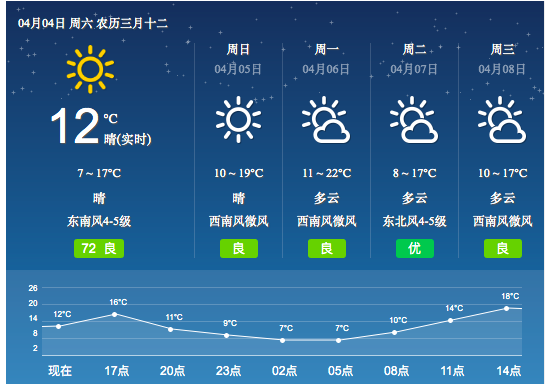 04月04日 周六 农历三月十二
12
℃
晴(实时)
7～17℃
晴
东南风4-5级
72 良
周日
04月05日
10～19℃
晴
西南风微风
良
周一
04月06日
11～22℃
多云
西南风微风
良
周二
04月07日
8～17℃
多云
东北风4-5级
优
周三
04月08日
10～17℃
多云
西南风微风
良
26
20
14
8
2
12℃
16℃
11℃
9℃
7℃
7℃
10℃
14℃
18℃
现在 17点 20点 23点 02点 05点 08点 11点 14点